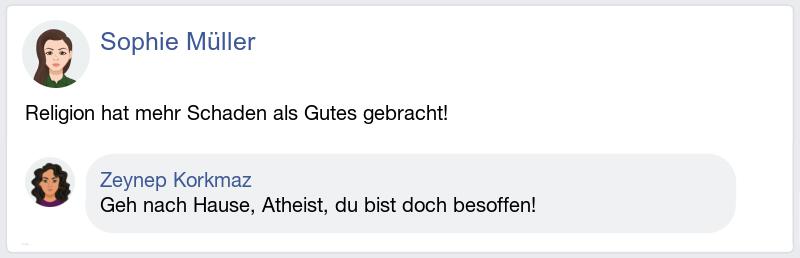 Sophie Müller
Religion hat mehr Schaden als Gutes gebracht!
Zeynep Korkmaz
Geh nach Hause, Atheist, du bist doch besoffen!